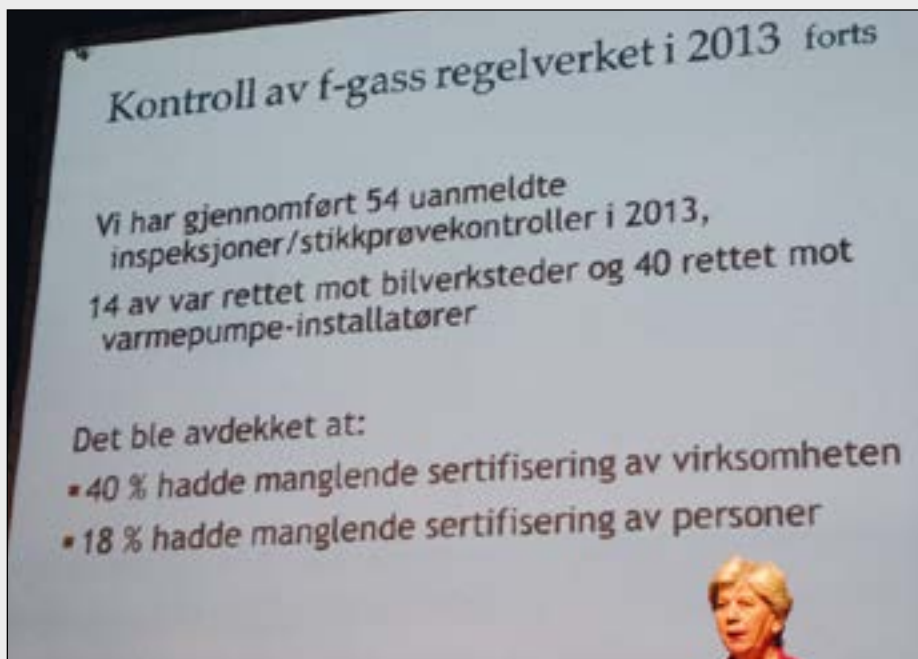 Kontroll av f-gass regelverket i 2013 forts
Vi har gjennomført 54 uanmeldte
inspeksjoner/stikkprøvekontroller i 2013,
14 av var rettet mot bilverksteder og 40 rettet mot
varmepumpe-installatører
Det ble avdekket at:
▪ 40 % hadde manglende sertifisering av virksomheten
▪ 18 % hadde manglende sertifisering av personer